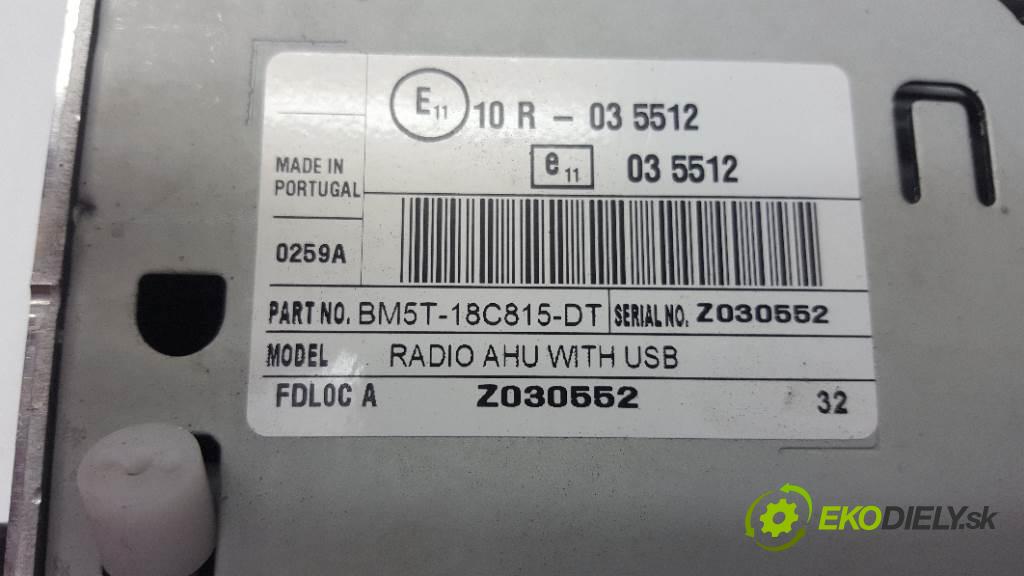 E11 10 R - 03 5512
e11 03 5512
MADE IN
PORTUGAL
0259A
PART NO. BM5T-18C815-DT SERIAL NO. Z030552
MODEL RADIO AHU WITH USB
FDL0C A Z030552 32
EKODIELY.sk